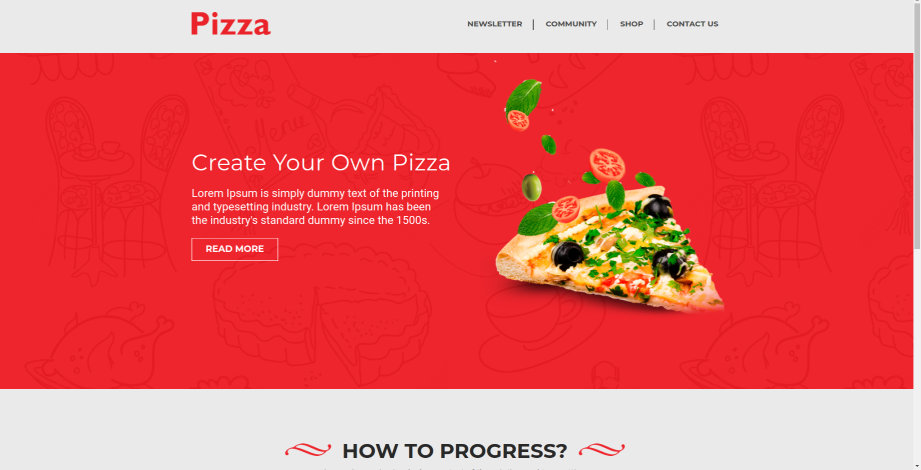 Pizza
NEWSLETTER | COMMUNITY | SHOP | CONTACT US
Menu
Create Your Own Pizza
Lorem Ipsum is simply dummy text of the printing
and typesetting industry. Lorem Ipsum has been
the industry's standard dummy since the 1500s.
READ MORE
HOW TO PROGRESS?